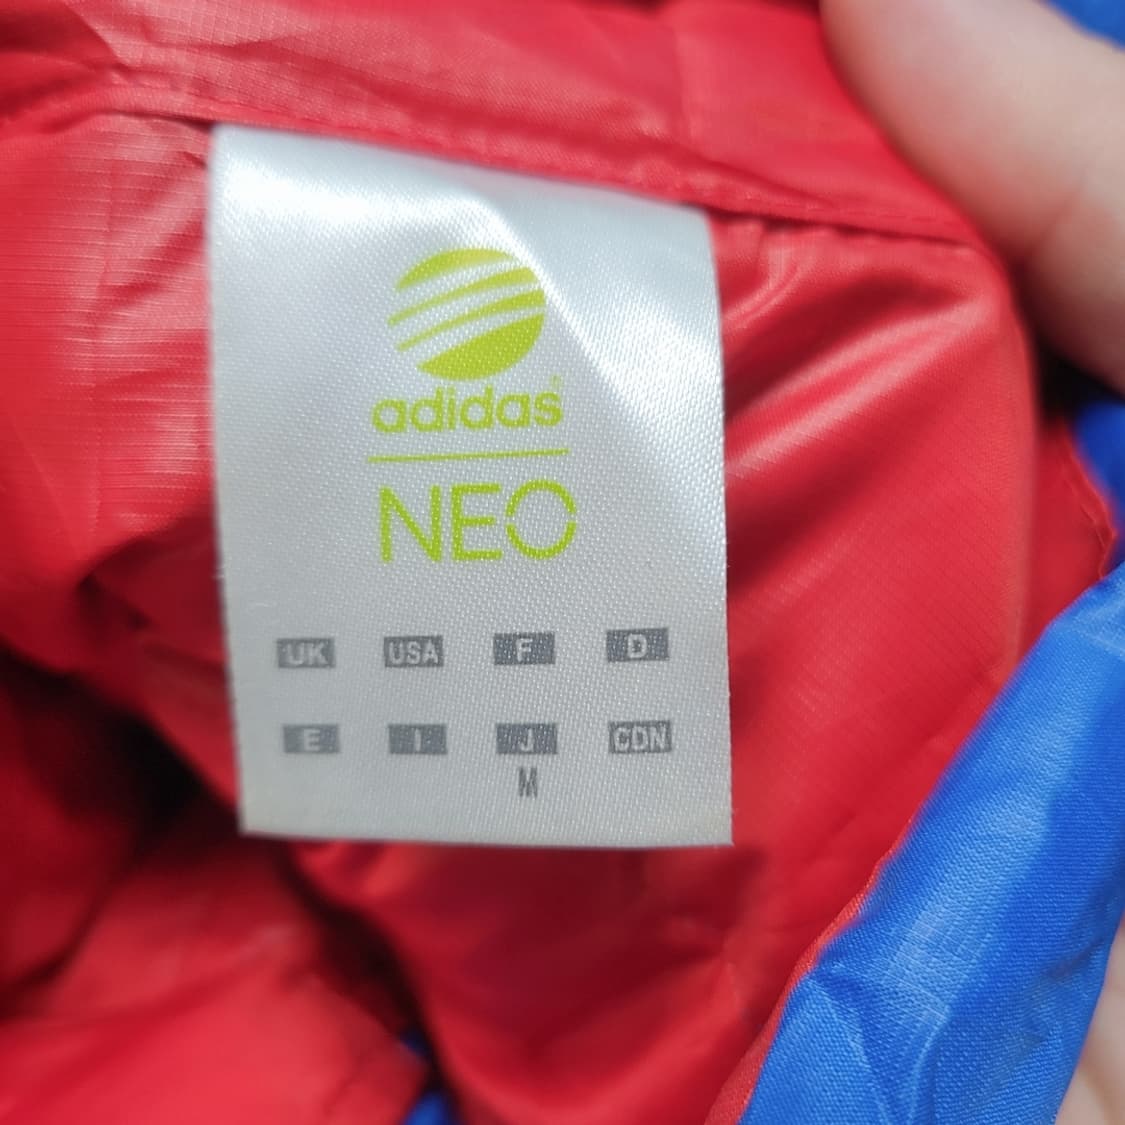 adidas®
NEO
UK USA F D
E I J CDN
M